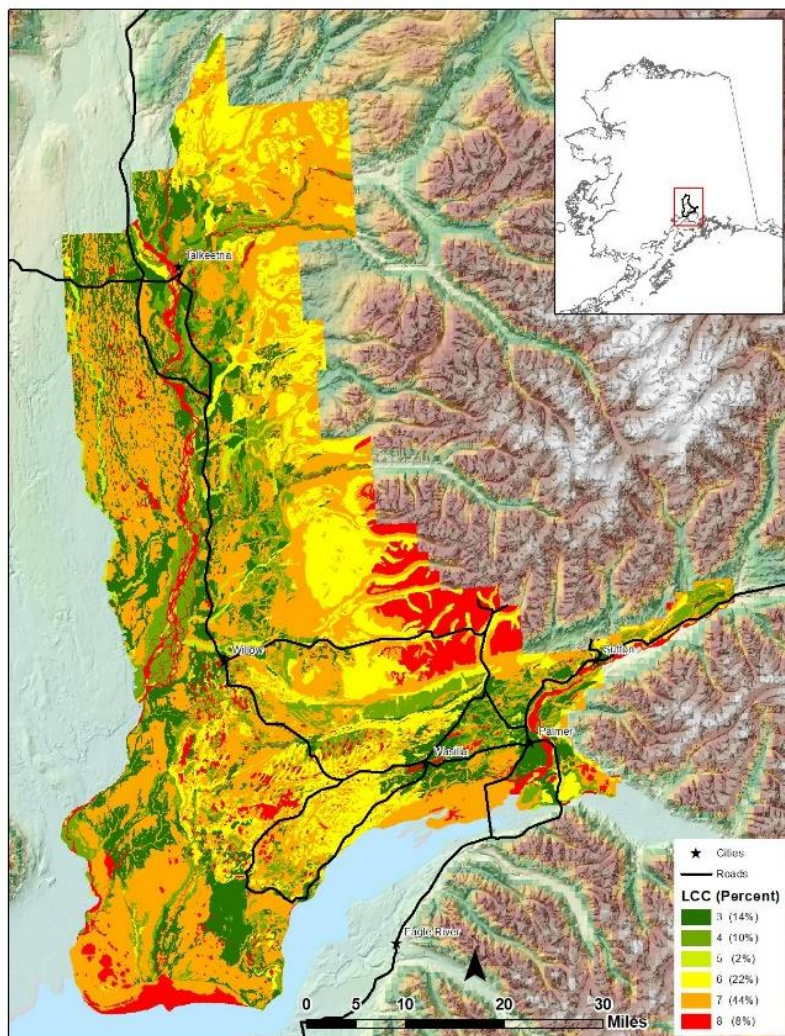 Talkeetna
Willow
Sutton
Palmer
Wasilla
Eagle River
0 10 20 30
Miles
Cities
Roads
LCC (Percent)
3 (14%)
4 (10%)
5 (2%)
6 (22%)
7 (44%)
8 (8%)